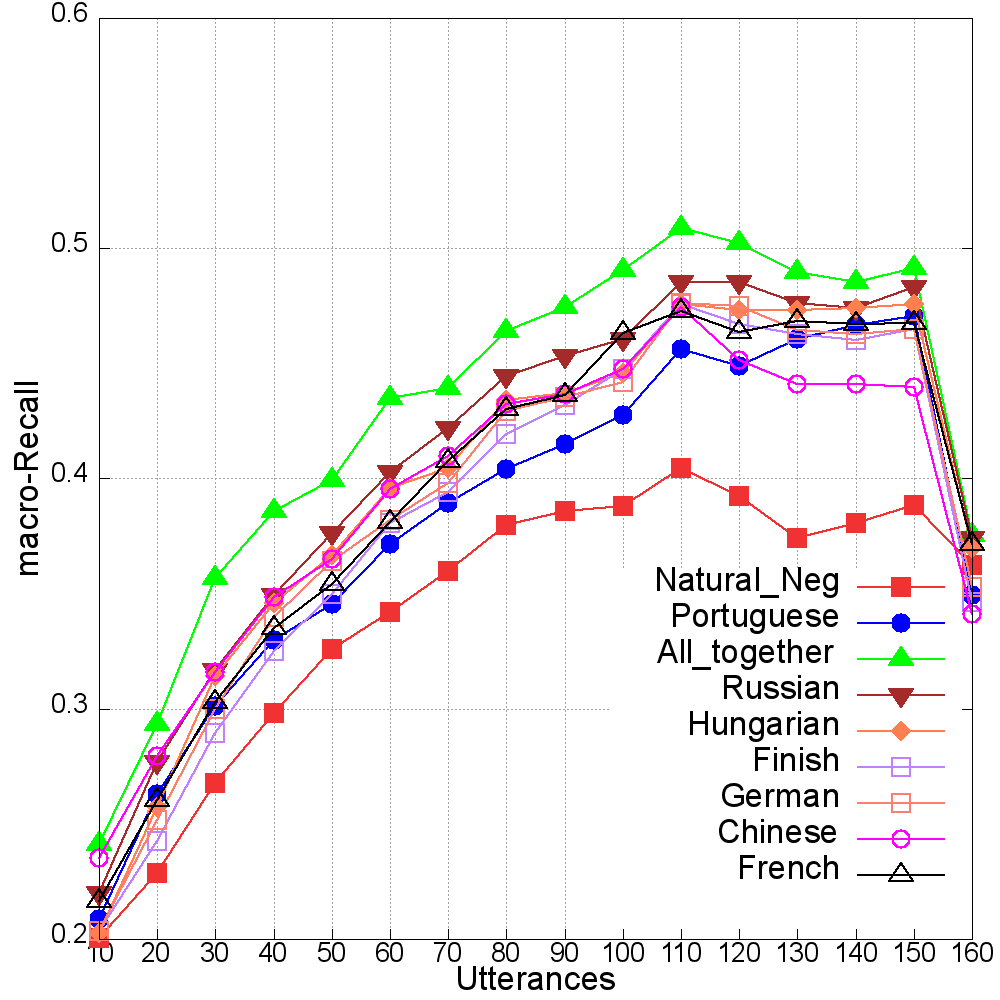 0.6
0.5
0.4
0.3
0.2
macro-Recall
Natural_Neg
Portuguese
All_together
Russian
Hungarian
Finish
German
Chinese
French
10 20 30 40 50 60 70 80 90 100 110 120 130 140 150 160
Utterances